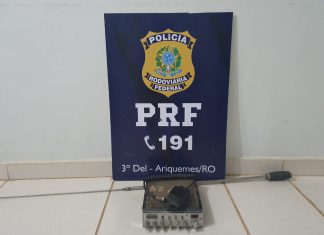 POLÍCIA
RODOVIÁRIA
FEDERAL
PRF
191
3ª Del - Ariquemes/RO